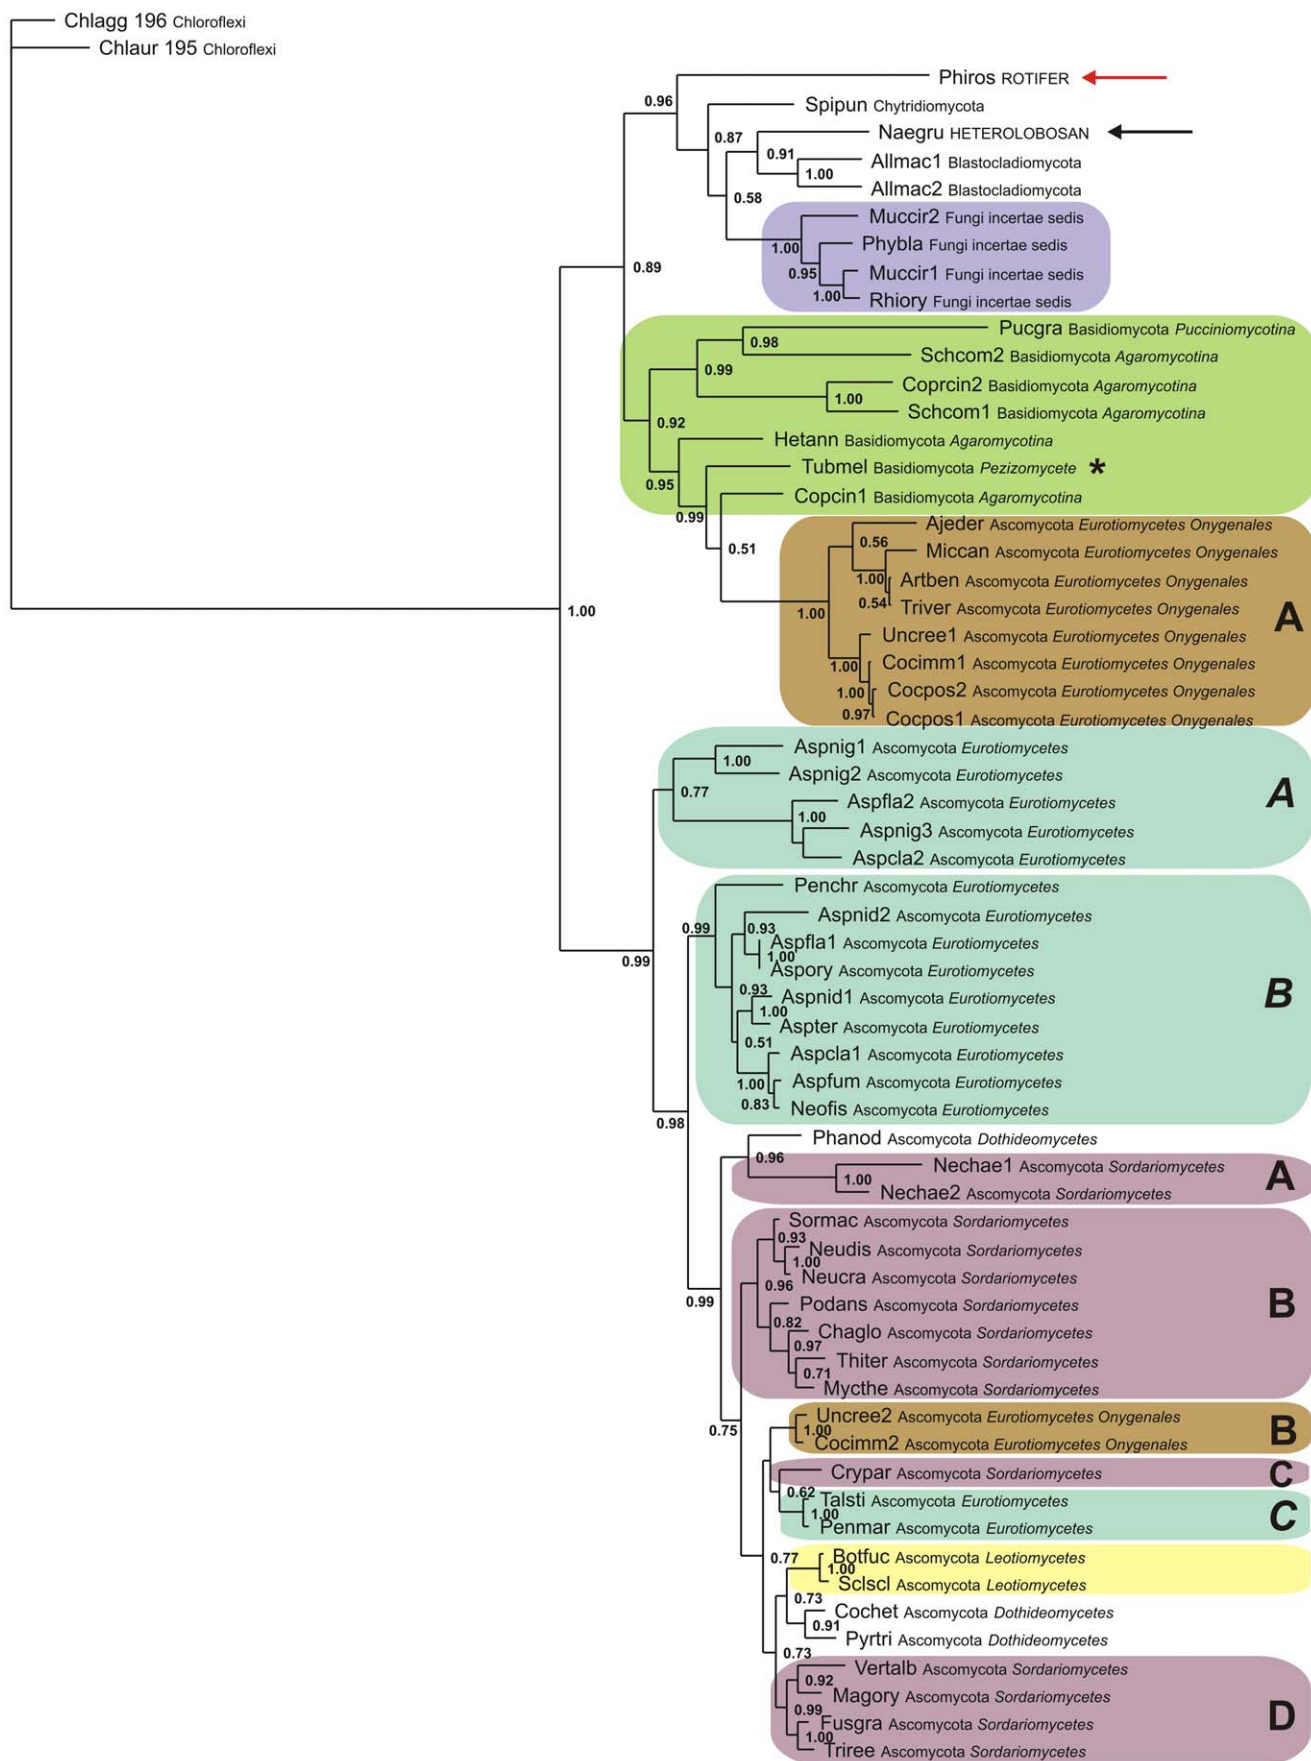 Chlagg 196 Chloroflexi
Chlaur 195 Chloroflexi
Phiros ROTIFER
0.96
Spipun Chytridiomycota
0.87
Naegru HETEROLOBOSAN
0.91
Allmac1 Blastocladiomycota
1.00
Allmac2 Blastocladiomycota
0.58
Muccir2 Fungi incertae sedis
1.00
Phybla Fungi incertae sedis
0.95
Muccir1 Fungi incertae sedis
1.00
Rhiory Fungi incertae sedis
0.89
Pucgra Basidiomycota Pucciniomycotina
0.98
Schcom2 Basidiomycota Agaromycotina
0.99
Coprcin2 Basidiomycota Agaromycotina
1.00
Schcom1 Basidiomycota Agaromycotina
0.92
Hetann Basidiomycota Agaromycotina
0.95
Tubmel Basidiomycota Pezizomycete *
Copcin1 Basidiomycota Agaromycotina
0.99
0.51
Ajeder Ascomycota Eurotiomycetes Onygenales
0.56
Miccan Ascomycota Eurotiomycetes Onygenales
1.00
Artben Ascomycota Eurotiomycetes Onygenales
0.54
Triver Ascomycota Eurotiomycetes Onygenales
1.00
A
Uncree1 Ascomycota Eurotiomycetes Onygenales
1.00
Cocimm1 Ascomycota Eurotiomycetes Onygenales
1.00
Cocpos2 Ascomycota Eurotiomycetes Onygenales
0.97
Cocpos1 Ascomycota Eurotiomycetes Onygenales
1.00
Aspnig1 Ascomycota Eurotiomycetes
1.00
Aspnig2 Ascomycota Eurotiomycetes
0.77
A
Aspfla2 Ascomycota Eurotiomycetes
1.00
Aspnig3 Ascomycota Eurotiomycetes
Aspcla2 Ascomycota Eurotiomycetes
Penchr Ascomycota Eurotiomycetes
0.99
Aspnid2 Ascomycota Eurotiomycetes
0.93
Aspfla1 Ascomycota Eurotiomycetes
1.00
Aspory Ascomycota Eurotiomycetes
0.99
0.93
Aspnid1 Ascomycota Eurotiomycetes
B
1.00
Aspter Ascomycota Eurotiomycetes
0.51
Aspcla1 Ascomycota Eurotiomycetes
1.00
Aspfum Ascomycota Eurotiomycetes
0.83
Neofis Ascomycota Eurotiomycetes
0.98
Phanod Ascomycota Dothideomycetes
0.96
Nechae1 Ascomycota Sordariomycetes
1.00
A
Nechae2 Ascomycota Sordariomycetes
Sormac Ascomycota Sordariomycetes
0.93
Neudis Ascomycota Sordariomycetes
1.00
Neucra Ascomycota Sordariomycetes
0.96
0.99
Podans Ascomycota Sordariomycetes
B
0.82
Chaglo Ascomycota Sordariomycetes
0.97
Thiter Ascomycota Sordariomycetes
0.71
Mycthe Ascomycota Sordariomycetes
Uncree2 Ascomycota Eurotiomycetes Onygenales
0.75
1.00
B
Cocimm2 Ascomycota Eurotiomycetes Onygenales
Crypar Ascomycota Sordariomycetes
C
0.62
Talsti Ascomycota Eurotiomycetes
1.00
C
Penmar Ascomycota Eurotiomycetes
0.77
Botfuc Ascomycota Leotiomycetes
1.00
Sclscl Ascomycota Leotiomycetes
0.73
Cochet Ascomycota Dothideomycetes
0.91
Pyrtri Ascomycota Dothideomycetes
0.73
Vertalb Ascomycota Sordariomycetes
0.92
Magory Ascomycota Sordariomycetes
0.99
D
Fusgra Ascomycota Sordariomycetes
1.00
Triree Ascomycota Sordariomycetes